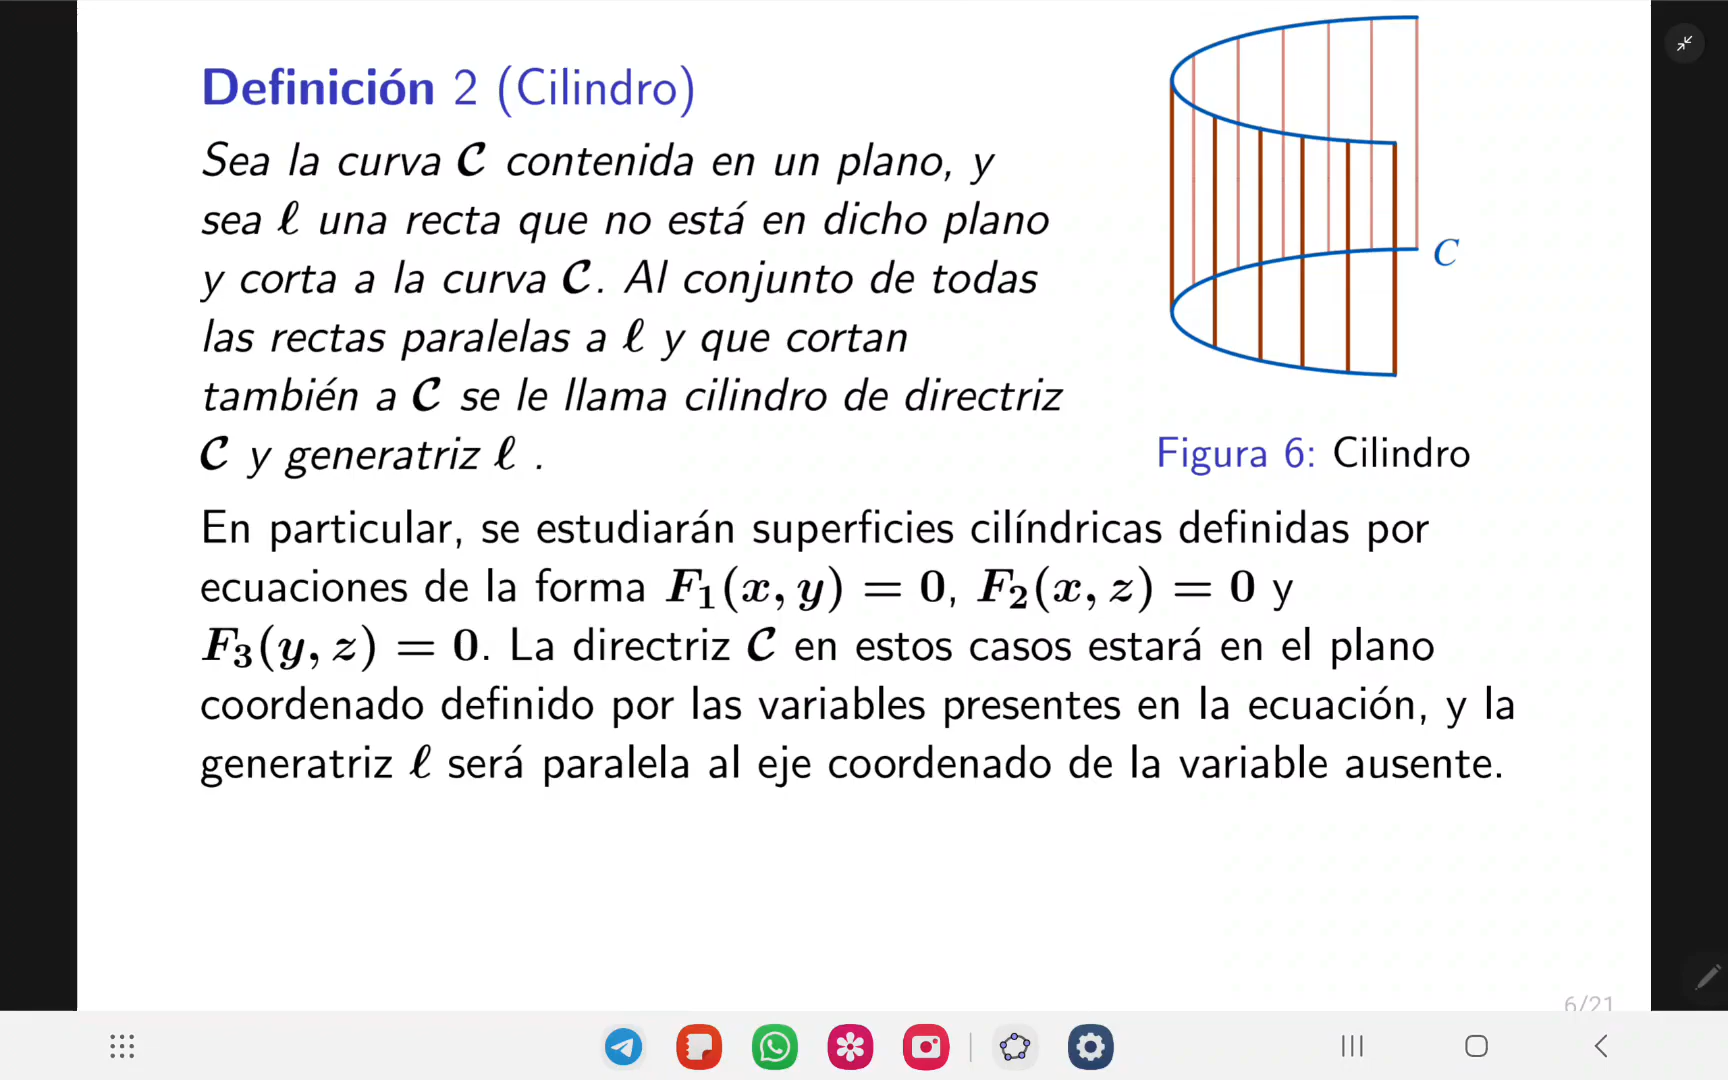 Definición 2 (Cilindro)
Sea la curva 𝓒 contenida en un plano, y
sea ℓ una recta que no está en dicho plano
y corta a la curva 𝓒. Al conjunto de todas
las rectas paralelas a ℓ y que cortan
también a 𝓒 se le llama cilindro de directriz
𝓒 y generatriz ℓ .
C
Figura 6: Cilindro
En particular, se estudiarán superficies cilíndricas definidas por
ecuaciones de la forma F₁(x, y) = 0, F₂(x, z) = 0 y
F₃(y, z) = 0. La directriz 𝓒 en estos casos estará en el plano
coordenado definido por las variables presentes en la ecuación, y la
generatriz ℓ será paralela al eje coordenado de la variable ausente.
6/21